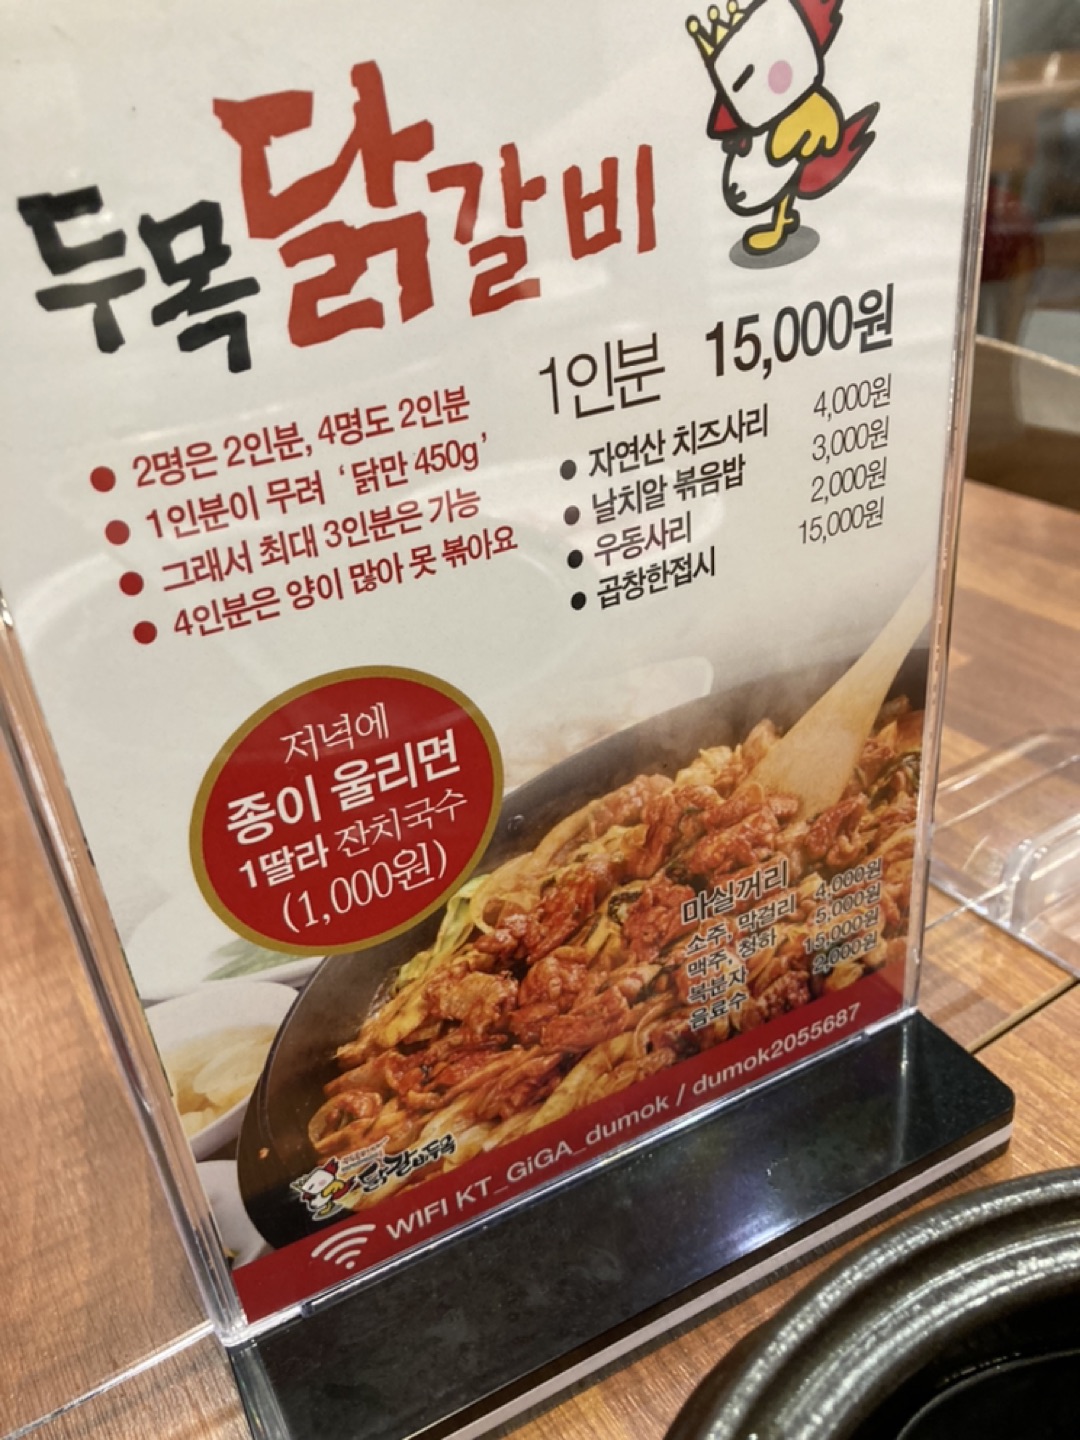 두목닭갈비
1인분 15,000원
2명은 2인분, 4명도 2인분
1인분이 무려 ‘닭만 450g’
그래서 최대 3인분은 가능
4인분은 양이 많아 못 볶아요
자연산 치즈사리 4,000원
날치알 볶음밥 3,000원
우동사리 2,000원
곱창한접시 15,000원
저녁에
종이 울리면
1딸라 잔치국수
(1,000원)
마실꺼리
소주, 막걸리 4,000원
맥주, 청하 5,000원
복분자 15,000원
음료수 2,000원
닭갈비두목
WIFI KT_GiGA_dumok / dumok2055687